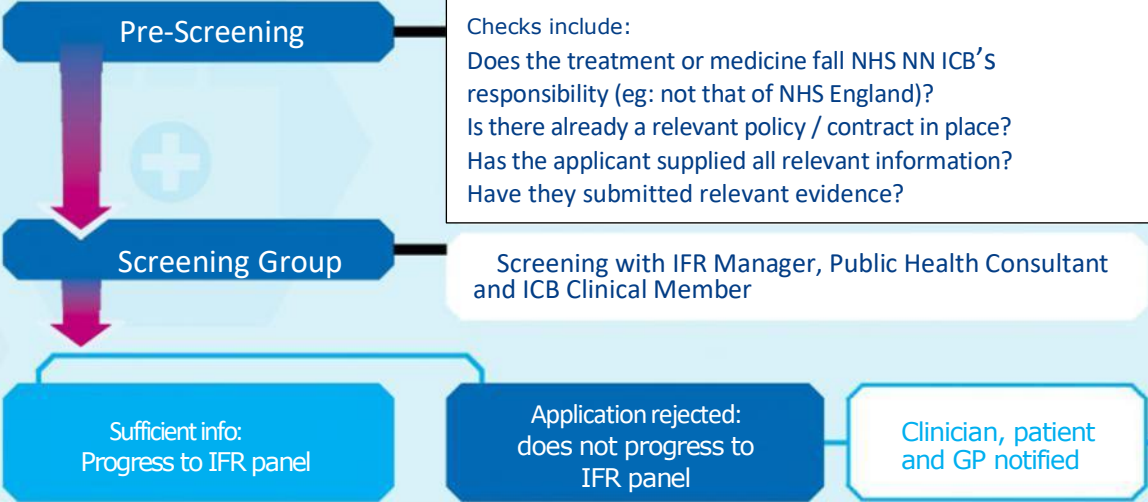 Pre-Screening
Checks include:
Does the treatment or medicine fall NHS NN ICB’s
responsibility (eg: not that of NHS England)?
Is there already a relevant policy / contract in place?
Has the applicant supplied all relevant information?
Have they submitted relevant evidence?
Screening Group
Screening with IFR Manager, Public Health Consultant
and ICB Clinical Member
Sufficient info:
Progress to IFR panel
Application rejected:
does not progress to
IFR panel
Clinician, patient
and GP notified